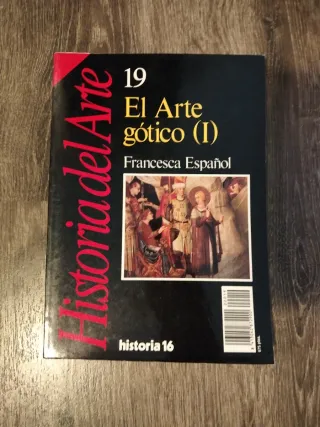 Historia del Arte
19
El Arte
gótico (I)
Francesca Español
historia 16